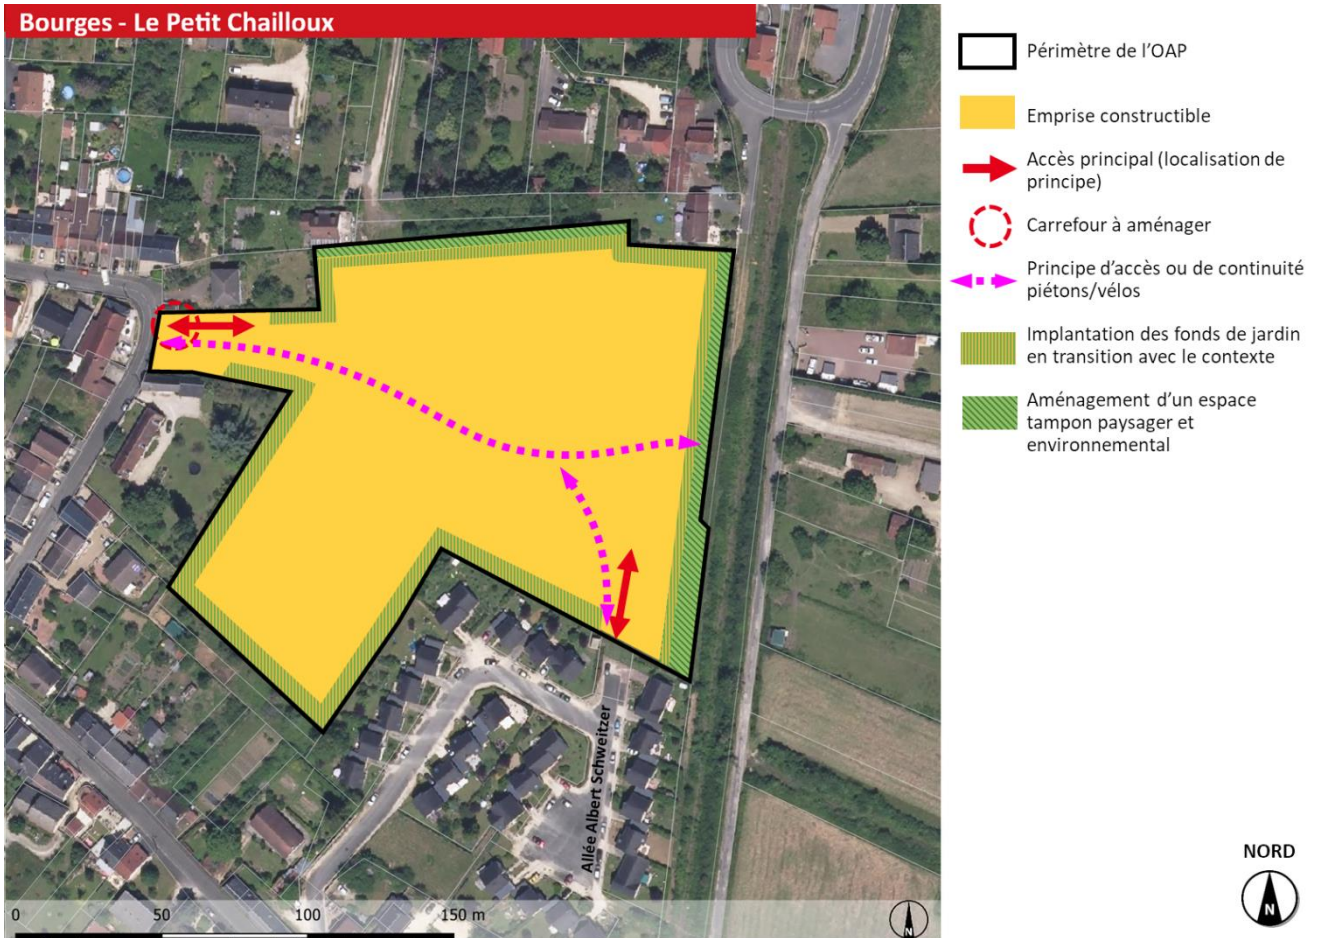 Bourges - Le Petit Chailloux
Périmètre de l’OAP
Emprise constructible
Accès principal (localisation de
principe)
Carrefour à aménager
Principe d’accès ou de continuité
piétons/vélos
Implantation des fonds de jardin
en transition avec le contexte
Aménagement d’un espace
tampon paysager et
environnemental
Allée Albert Schweitzer
0 50 100 150 m
N
NORD
N